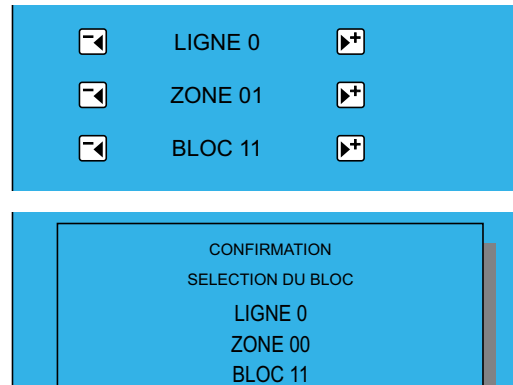 LIGNE 0
ZONE 01
BLOC 11
CONFIRMATION
SELECTION DU BLOC
LIGNE 0
ZONE 00
BLOC 11